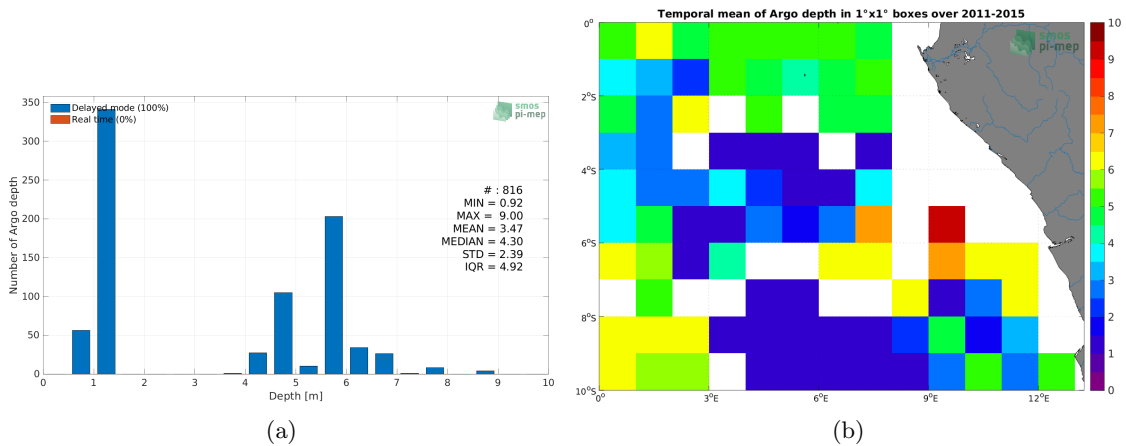 Delayed mode (100%)
Real time (0%)
smos
pi-mep
# : 816
MIN = 0.92
MAX = 9.00
MEAN = 3.47
MEDIAN = 4.30
STD = 2.39
IQR = 4.92
Number of Argo depth
350
300
250
200
150
100
50
0
0 1 2 3 4 5 6 7 8 9 10
Depth [m]
(a)
Temporal mean of Argo depth in 1°x1° boxes over 2011-2015
smos
pi-mep
0°S
2°S
4°S
6°S
8°S
10°S
0° 3°E 6°E 9°E 12°E
10
9
8
7
6
5
4
3
2
1
0
(b)